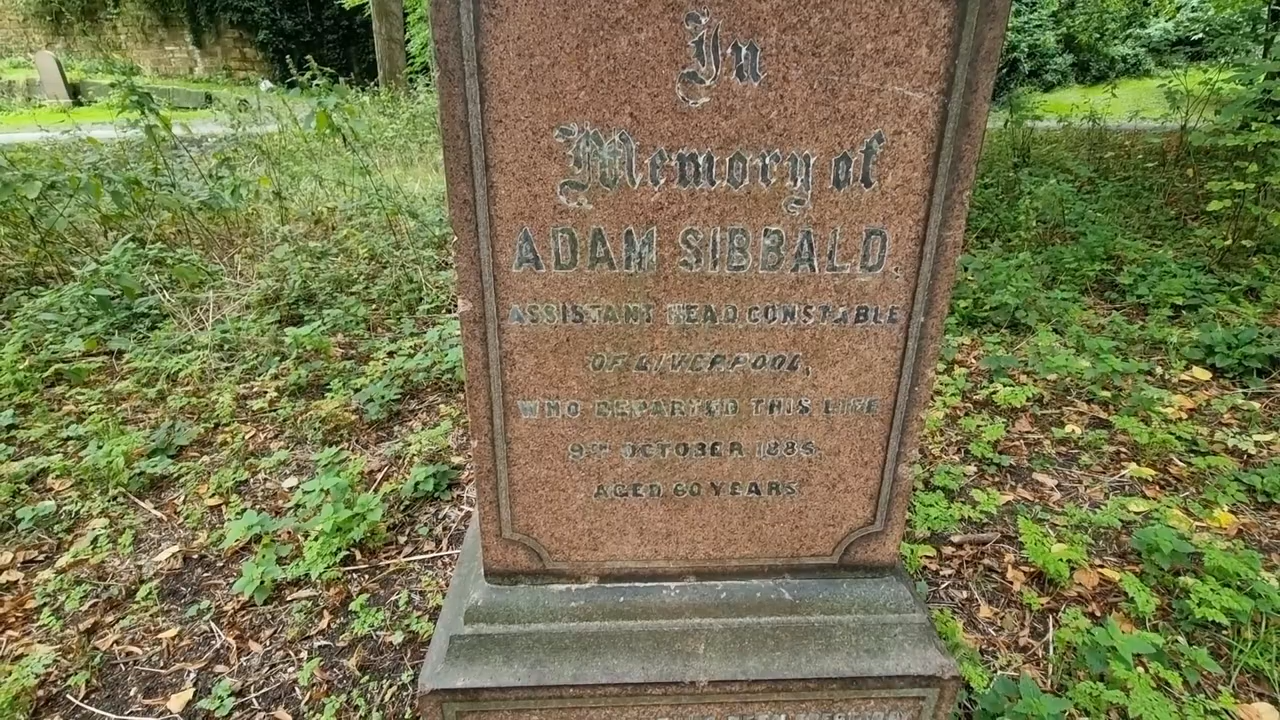 In
Memory of
ADAM SIBBALD,
ASSISTANT HEAD CONSTABLE
OF LIVERPOOL,
WHO DEPARTED THIS LIFE
9TH OCTOBER
AGED 60 YEARS